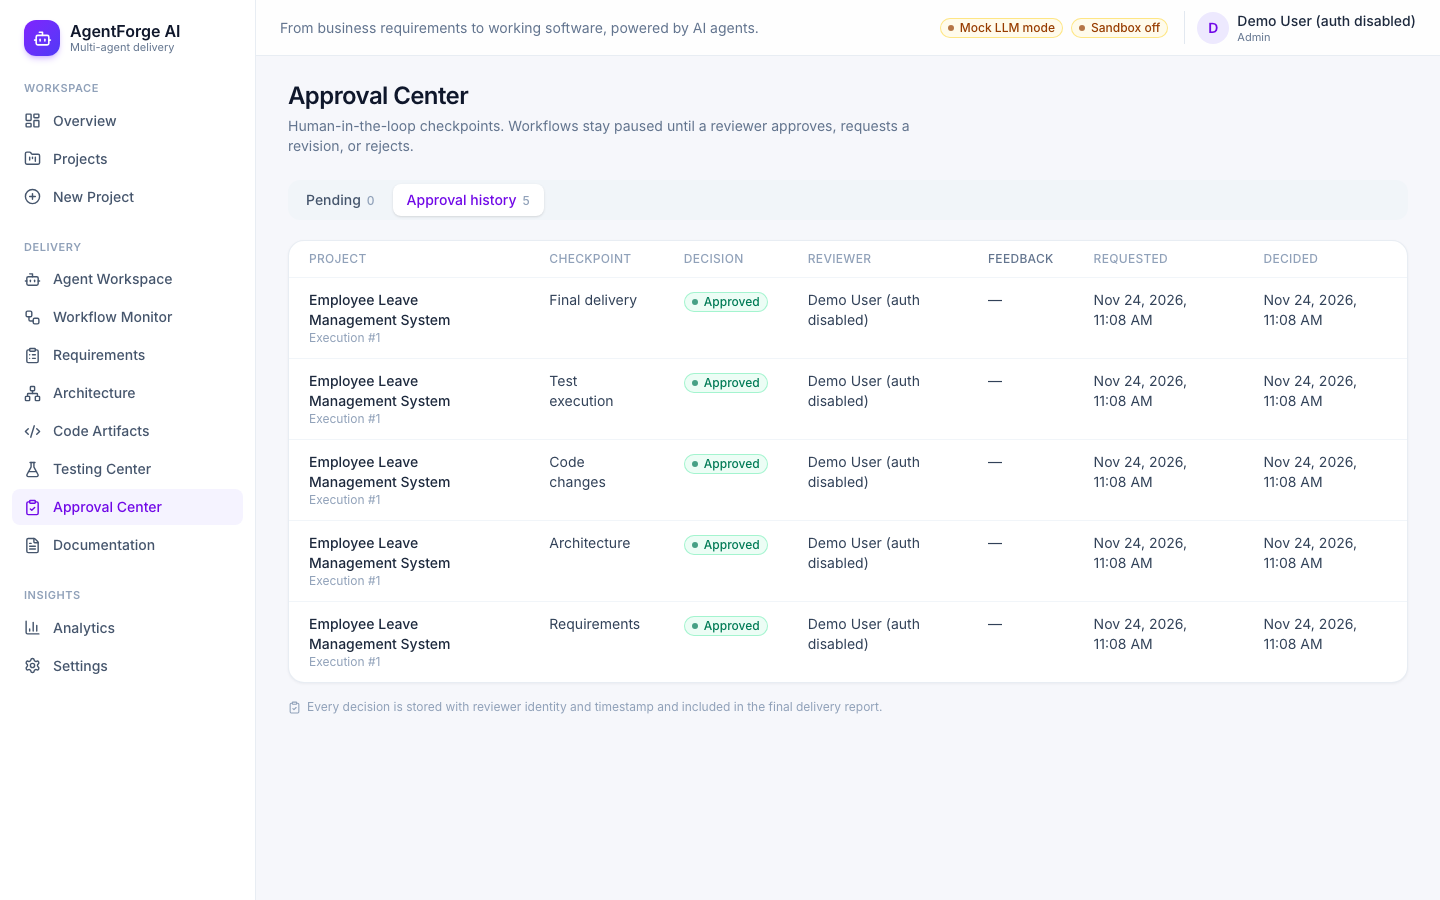 AgentForge AI
Multi-agent delivery
WORKSPACE
Overview
Projects
New Project
DELIVERY
Agent Workspace
Workflow Monitor
Requirements
Architecture
Code Artifacts
Testing Center
Approval Center
Documentation
INSIGHTS
Analytics
Settings
From business requirements to working software, powered by AI agents.
Mock LLM mode
Sandbox off
D
Demo User (auth disabled)
Admin
Approval Center
Human-in-the-loop checkpoints. Workflows stay paused until a reviewer approves, requests a
revision, or rejects.
Pending 0
Approval history 5
PROJECT CHECKPOINT DECISION REVIEWER FEEDBACK REQUESTED DECIDED
Employee Leave Final delivery Approved Demo User (auth — Nov 24, 2026, Nov 24, 2026,
Management System disabled) 11:08 AM 11:08 AM
Execution #1
Employee Leave Test Approved Demo User (auth — Nov 24, 2026, Nov 24, 2026,
Management System execution disabled) 11:08 AM 11:08 AM
Execution #1
Employee Leave Code Approved Demo User (auth — Nov 24, 2026, Nov 24, 2026,
Management System changes disabled) 11:08 AM 11:08 AM
Execution #1
Employee Leave Architecture Approved Demo User (auth — Nov 24, 2026, Nov 24, 2026,
Management System disabled) 11:08 AM 11:08 AM
Execution #1
Employee Leave Requirements Approved Demo User (auth — Nov 24, 2026, Nov 24, 2026,
Management System disabled) 11:08 AM 11:08 AM
Execution #1
Every decision is stored with reviewer identity and timestamp and included in the final delivery report.